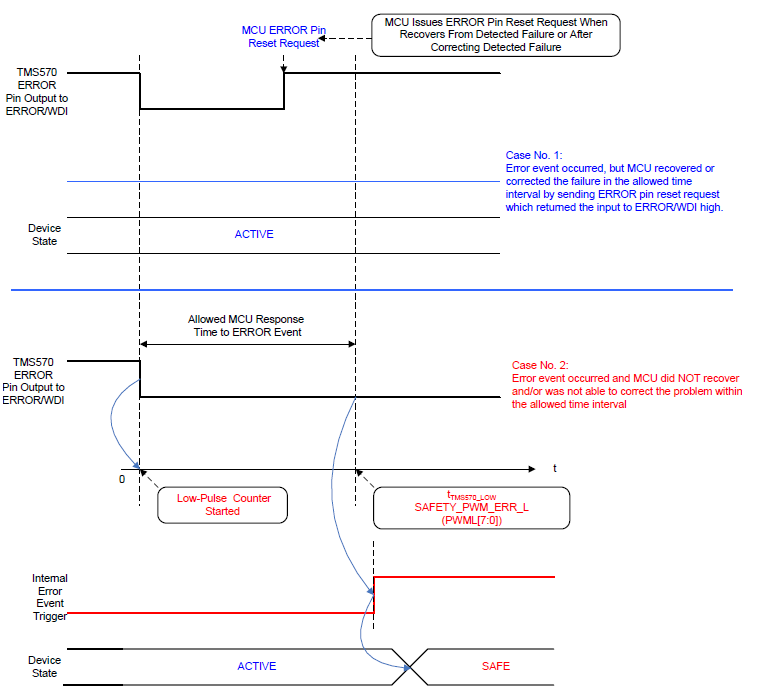 MCU ERROR Pin
Reset Request
MCU Issues ERROR Pin Reset Request When
Recovers From Detected Failure or After
Correcting Detected Failure
TMS570
ERROR
Pin Output to
ERROR/WDI
Case No. 1:
Error event occurred, but MCU recovered or
corrected the failure in the allowed time
interval by sending ERROR pin reset request
which returned the input to ERROR/WDI high.
Device
State
ACTIVE
Allowed MCU Response
Time to ERROR Event
TMS570
ERROR
Pin Output to
ERROR/WDI
Case No. 2:
Error event occurred and MCU did NOT recover
and/or was not able to correct the problem within
the allowed time interval
t
0
Low-Pulse Counter
Started
tTMS570_LOW
SAFETY_PWM_ERR_L
(PWML[7:0])
Internal
Error
Event
Trigger
Device
State
ACTIVE
SAFE